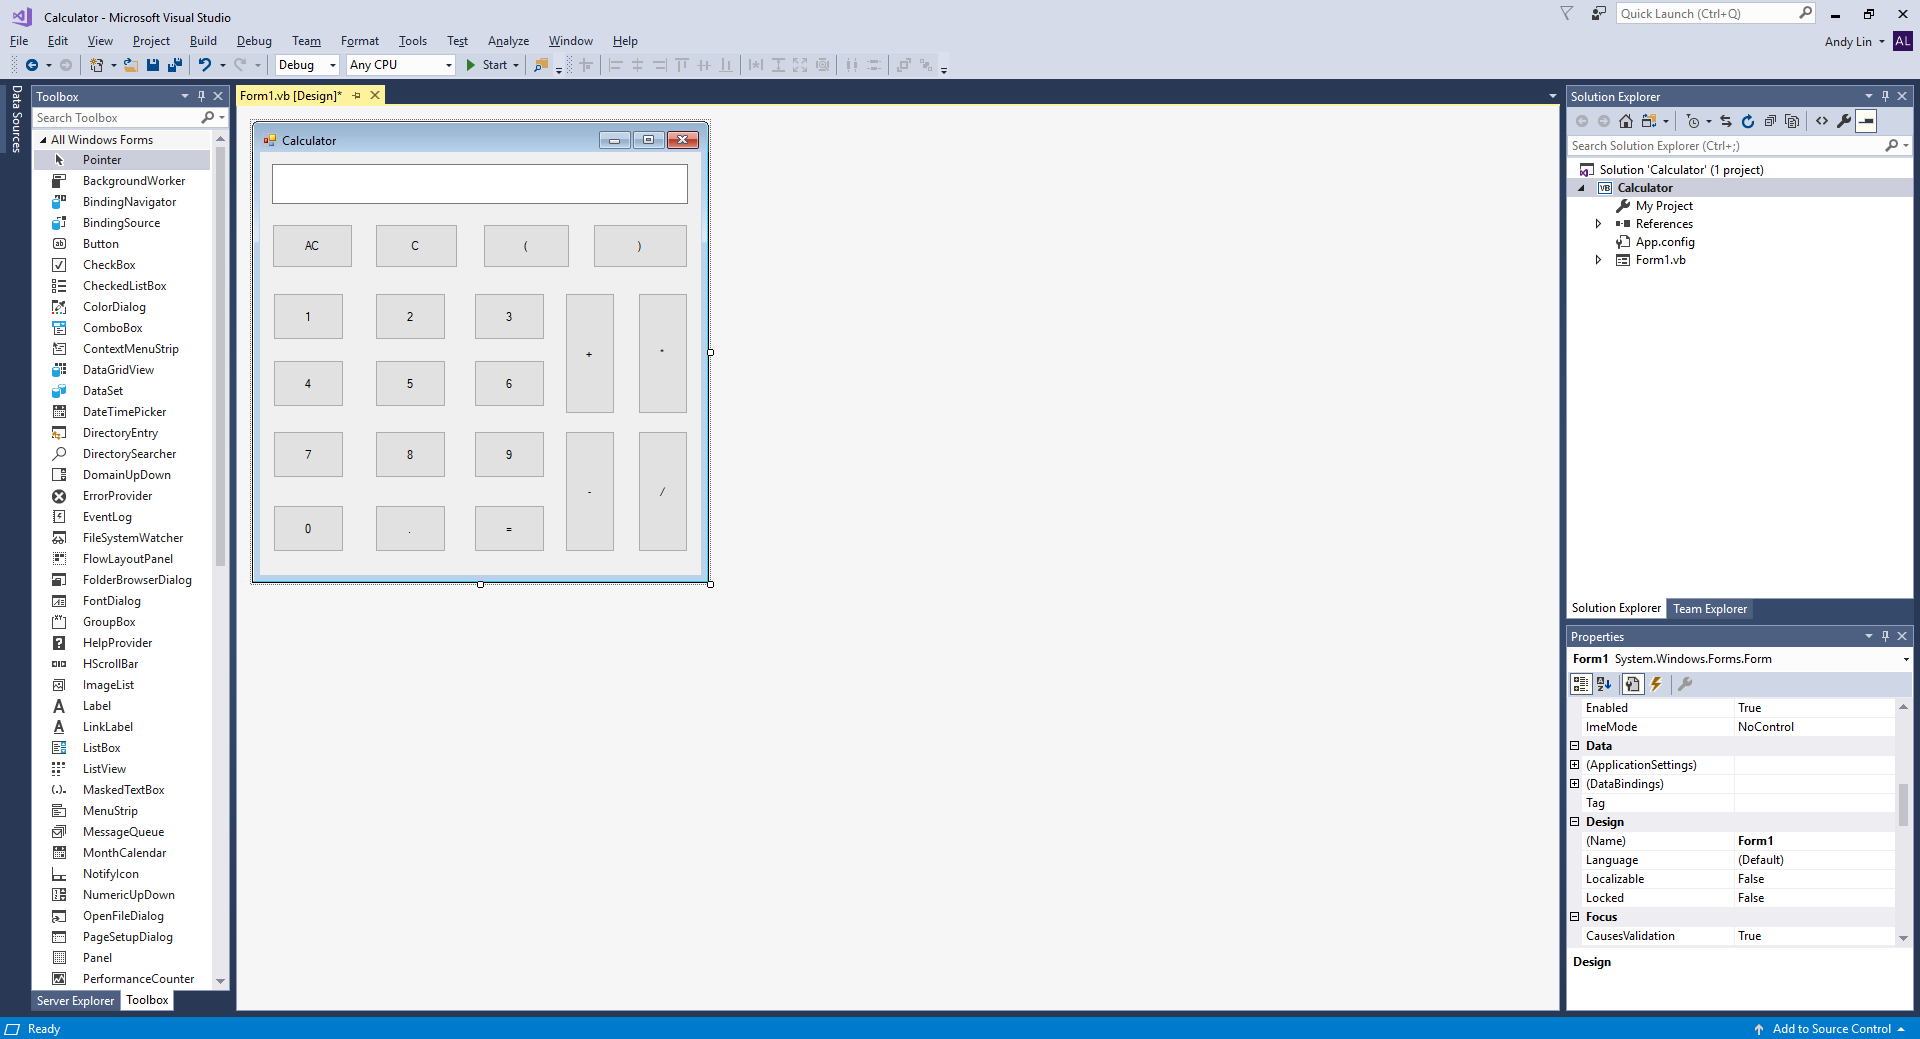 Calculator - Microsoft Visual Studio
Quick Launch (Ctrl+Q)
File Edit View Project Build Debug Team Format Tools Test Analyze Window Help
Andy Lin AL
Debug Any CPU Start
Data Sources
Toolbox
Search Toolbox
All Windows Forms
Pointer
BackgroundWorker
BindingNavigator
BindingSource
Button
CheckBox
CheckedListBox
ColorDialog
ComboBox
ContextMenuStrip
DataGridView
DataSet
DateTimePicker
DirectoryEntry
DirectorySearcher
DomainUpDown
ErrorProvider
EventLog
FileSystemWatcher
FlowLayoutPanel
FolderBrowserDialog
FontDialog
GroupBox
HelpProvider
HScrollBar
ImageList
Label
LinkLabel
ListBox
ListView
MaskedTextBox
MenuStrip
MessageQueue
MonthCalendar
NotifyIcon
NumericUpDown
OpenFileDialog
PageSetupDialog
Panel
PerformanceCounter
Server Explorer Toolbox
Form1.vb [Design]*
Calculator
AC C ( )
1 2 3 + *
4 5 6
7 8 9 - /
0 . =
Solution Explorer
Search Solution Explorer (Ctrl+;)
Solution 'Calculator' (1 project)
VB Calculator
My Project
References
App.config
Form1.vb
Solution Explorer Team Explorer
Properties
Form1 System.Windows.Forms.Form
Enabled True
ImeMode NoControl
Data
(ApplicationSettings)
(DataBindings)
Tag
Design
(Name) Form1
Language (Default)
Localizable False
Locked False
Focus
CausesValidation True
Design
Ready
Add to Source Control